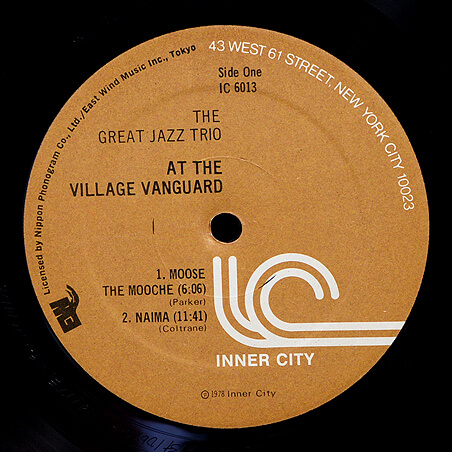 43 WEST 61 STREET, NEW YORK CITY 10023
Licensed by Nippon Phonogram Co., Ltd./East Wind Music Inc., Tokyo
Side One
IC 6013
THE
GREAT JAZZ TRIO
AT THE
VILLAGE VANGUARD
1. MOOSE
THE MOOCHE (6:06)
(Parker)
2. NAIMA (11:41)
(Coltrane)
INNER CITY
©1978 Inner City